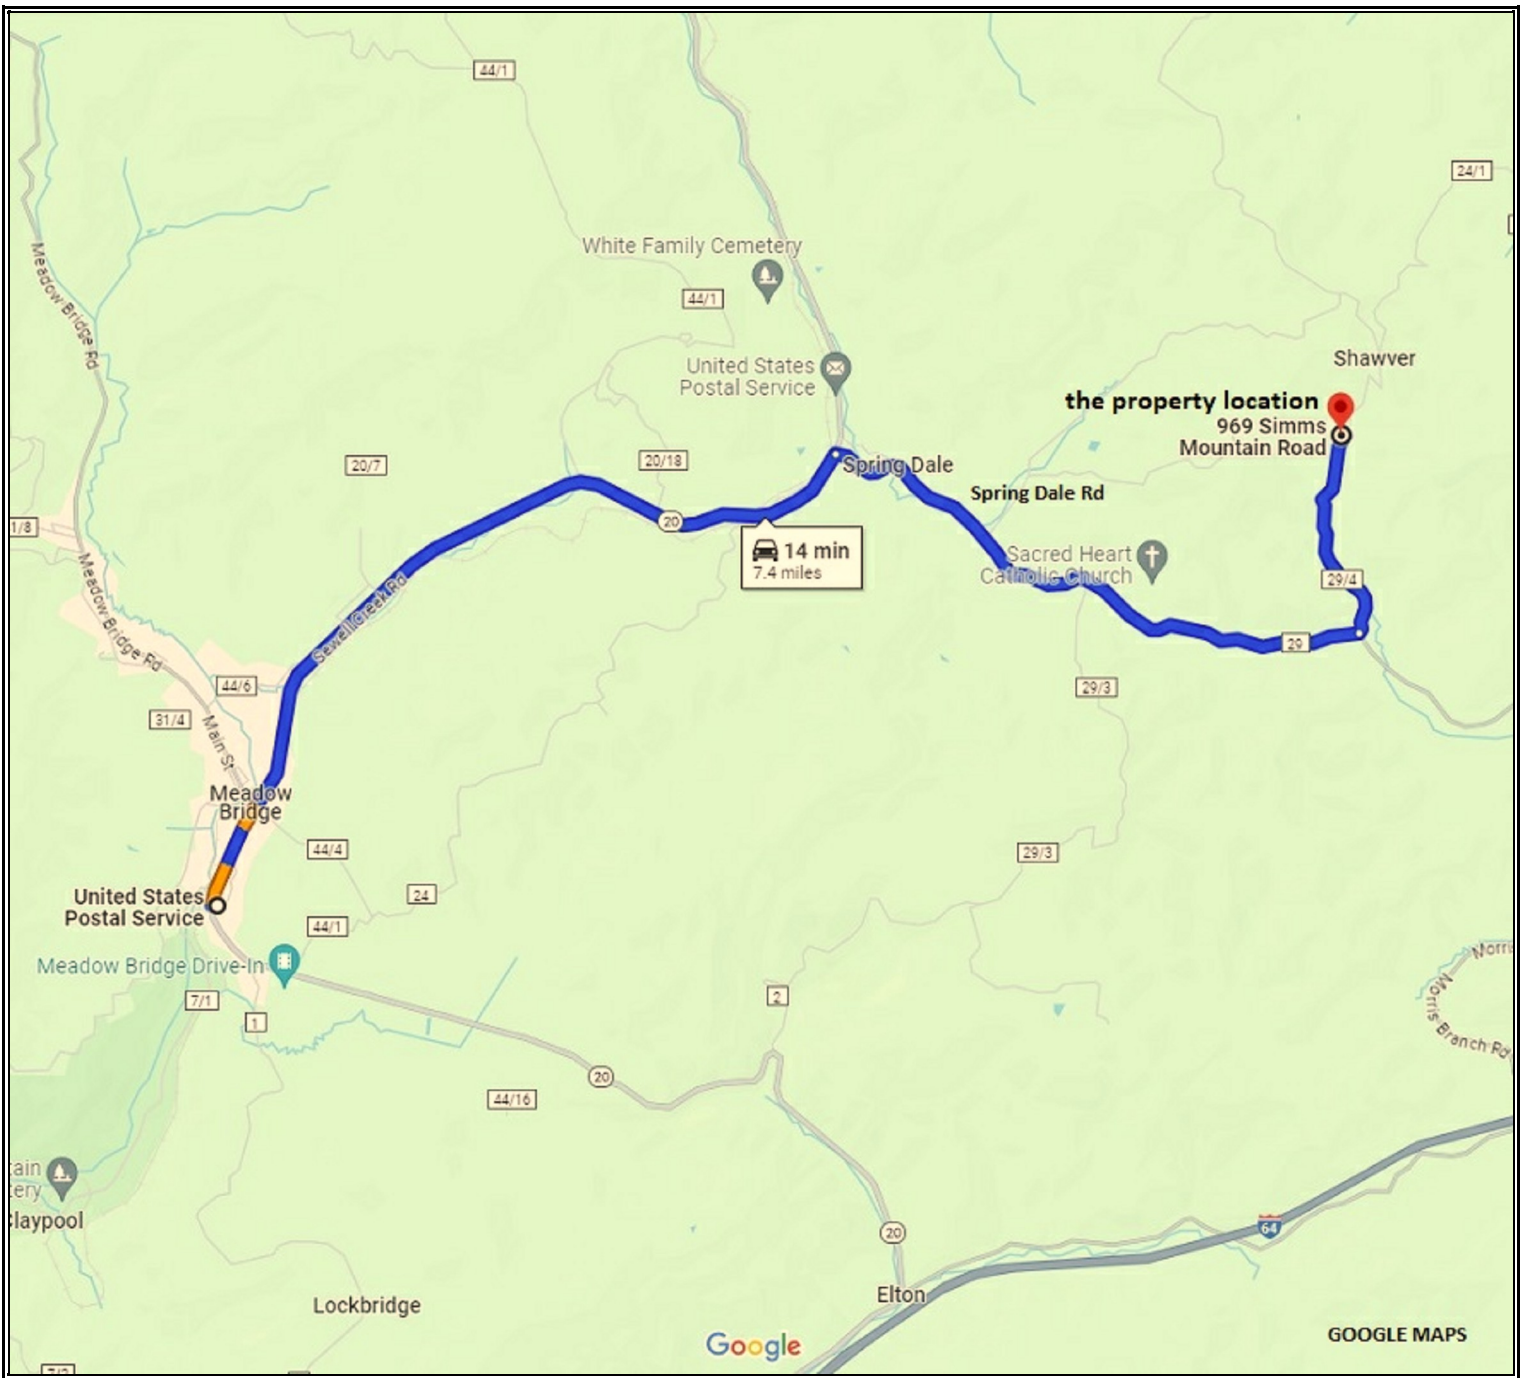 44/1
24/1
White Family Cemetery
44/1
Meadow Bridge Rd
United States
Postal Service
Shawver
the property location
969 Simms
Mountain Road
20/7
20/18
Spring Dale
Spring Dale Rd
1/8
20
14 min
7.4 miles
Sacred Heart
Catholic Church
29/4
Meadow Bridge Rd
Sewell Creek Rd
29
44/6
29/3
31/4
Main St
Meadow
Bridge
44/4
29/3
24
United States
Postal Service
44/1
Meadow Bridge Drive-In
7/1
2
1
Morris Branch Rd
20
44/16
tain
ery
Claypool
20
64
Elton
Lockbridge
Google
GOOGLE MAPS